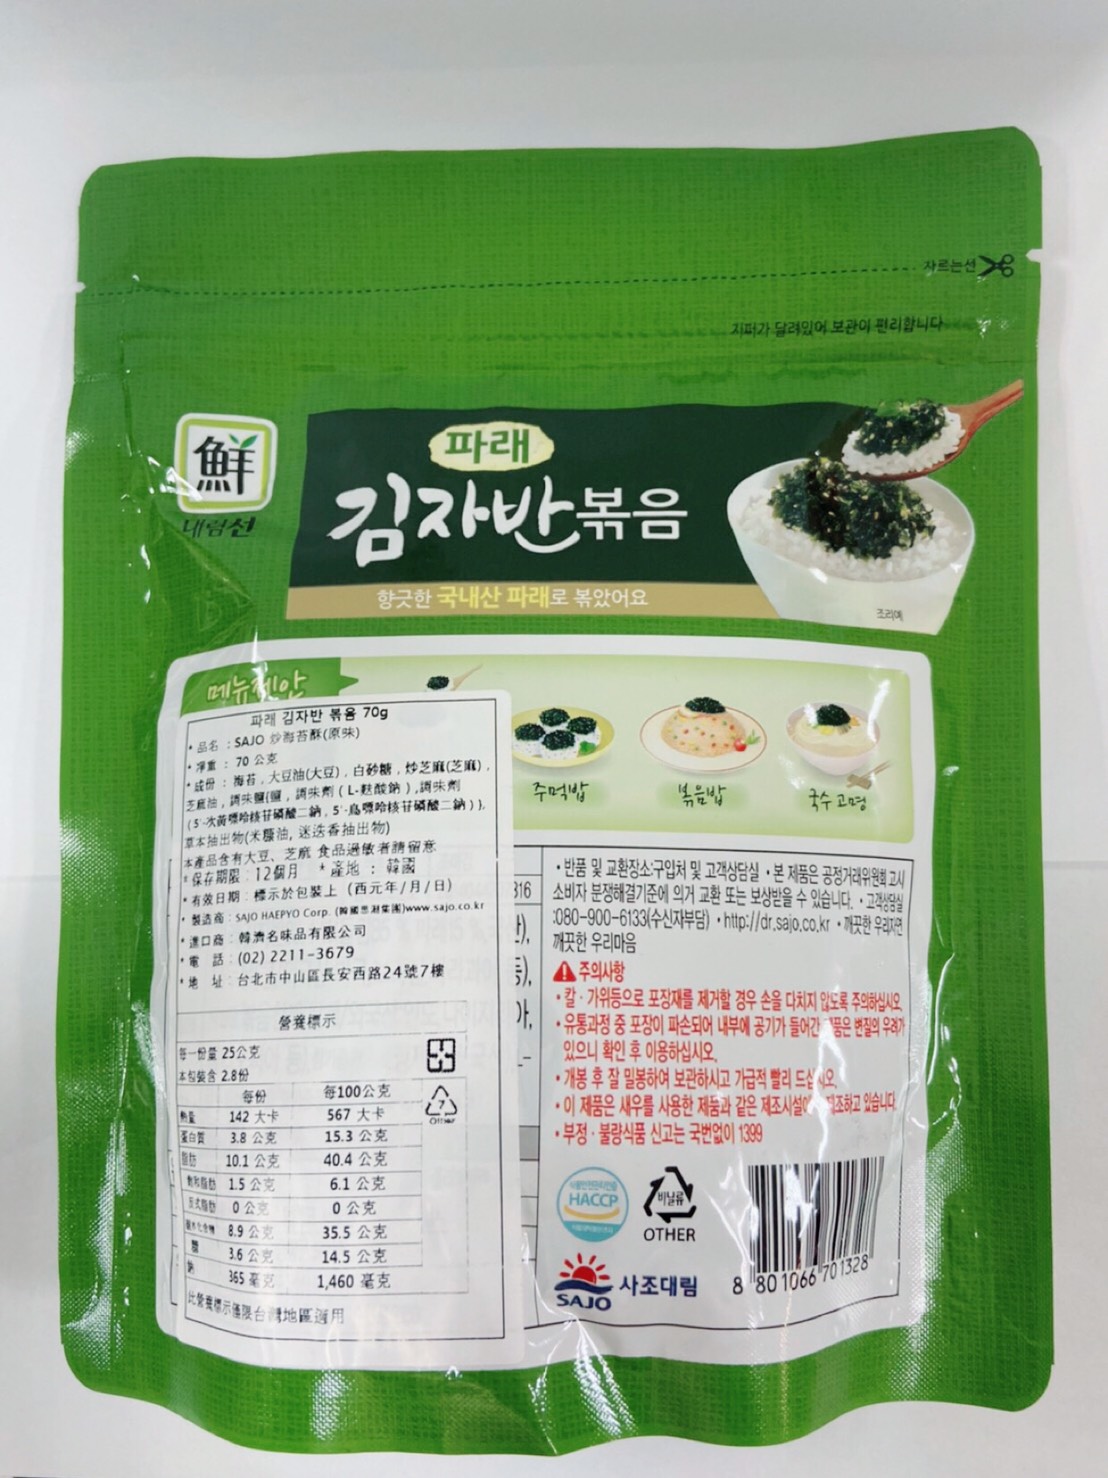 자르는선
지퍼가 달려있어 보관이 편리합니다
鮮
대림선
파래
김자반볶음
향긋한 국내산 파래로 볶았어요
조리예
메뉴제안
주먹밥
볶음밥
국수 고명
파래 김자반 볶음 70g
* 品名 : SAJO 炒海苔酥(原味)
* 淨重 : 70 公克
* 成份 : 海苔, 大豆油(大豆), 白砂糖, 炒芝麻(芝麻),
芝麻油, 調味鹽{鹽, 調味劑 ( L-麩酸鈉 ) ,調味劑
(5'-次黃嘌呤核苷磷酸二鈉, 5'-鳥嘌呤核苷磷酸二鈉 ) },
草本抽出物(米糠油, 迷迭香抽出物)
本產品含有大豆、芝麻 食品過敏者請留意
* 保存期限 : 12個月 * 產地 : 韓國
* 有效日期 : 標示於包裝上 (西元年/月/日)
* 製造商 : SAJO HAEPYO Corp. (韓國思潮集團)www.sajo.co.kr
* 進口商 : 韓濟名味品有限公司
* 電 話 : (02) 2211-3679
* 地 址 : 台北市中山區長安西路24號7樓
營養標示
每一份量 25公克
本包裝含 2.8份
每份 每100公克
熱量 142 大卡 567 大卡
蛋白質 3.8 公克 15.3 公克
脂肪 10.1 公克 40.4 公克
飽和脂肪 1.5 公克 6.1 公克
反式脂肪 0 公克 0 公克
碳水化合物 8.9 公克 35.5 公克
糖 3.6 公克 14.5 公克
鈉 365 毫克 1,460 毫克
此營養標示僅限台灣地區適用
7
Other
316
• 반품 및 교환장소:구입처 및 고객상담실 • 본 제품은 공정거래위원회 고시
소비자 분쟁해결기준에 의거 교환 또는 보상받을 수 있습니다. • 고객상담실
:080-900-6133(수신자부담) • http://dr.sajo.co.kr • 깨끗한 우리자연
깨끗한 우리마음
주의사항
• 칼 · 가위등으로 포장재를 제거할 경우 손을 다치지 않도록 주의하십시오.
• 유통과정 중 포장이 파손되어 내부에 공기가 들어간 제품은 변질의 우려가
있으니 확인 후 이용하십시오.
• 개봉 후 잘 밀봉하여 보관하시고 가급적 빨리 드십시오.
• 이 제품은 새우를 사용한 제품과 같은 제조시설에서 제조하고 있습니다.
• 부정 · 불량식품 신고는 국번없이 1399
HACCP
비닐류
OTHER
SAJO 사조대림
8 801066 701328